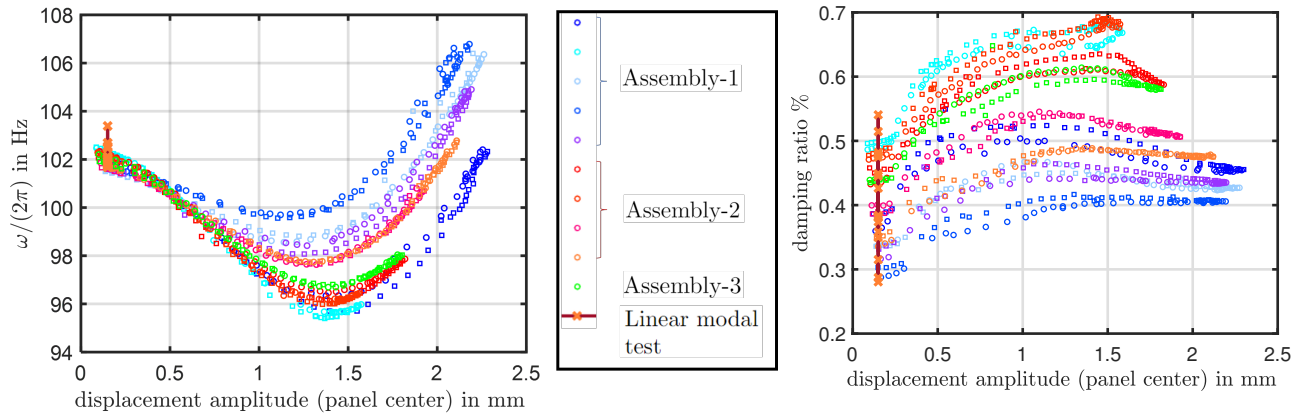 108
106
104
102
100
98
96
94
0
0.5
1
1.5
2
2.5
ω/(2π) in Hz
displacement amplitude (panel center) in mm
Assembly-1
Assembly-2
Assembly-3
Linear modal
test
0.7
0.6
0.5
0.4
0.3
0.2
0
0.5
1
1.5
2
2.5
damping ratio %
displacement amplitude (panel center) in mm